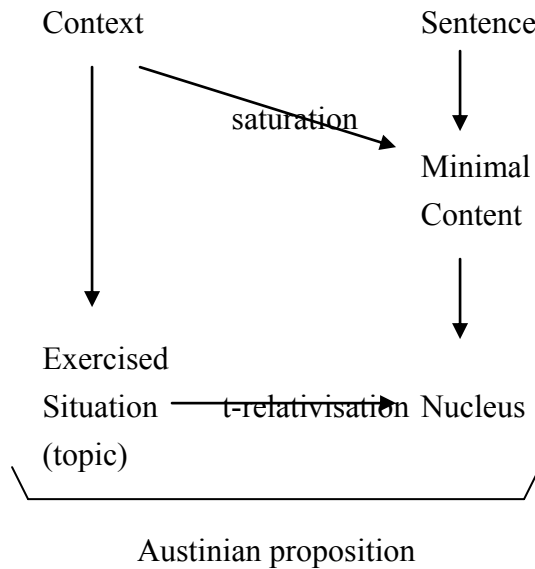 Context Sentence
saturation
Minimal
Content
Exercised
Situation t-relativisation Nucleus
(topic)
Austinian proposition